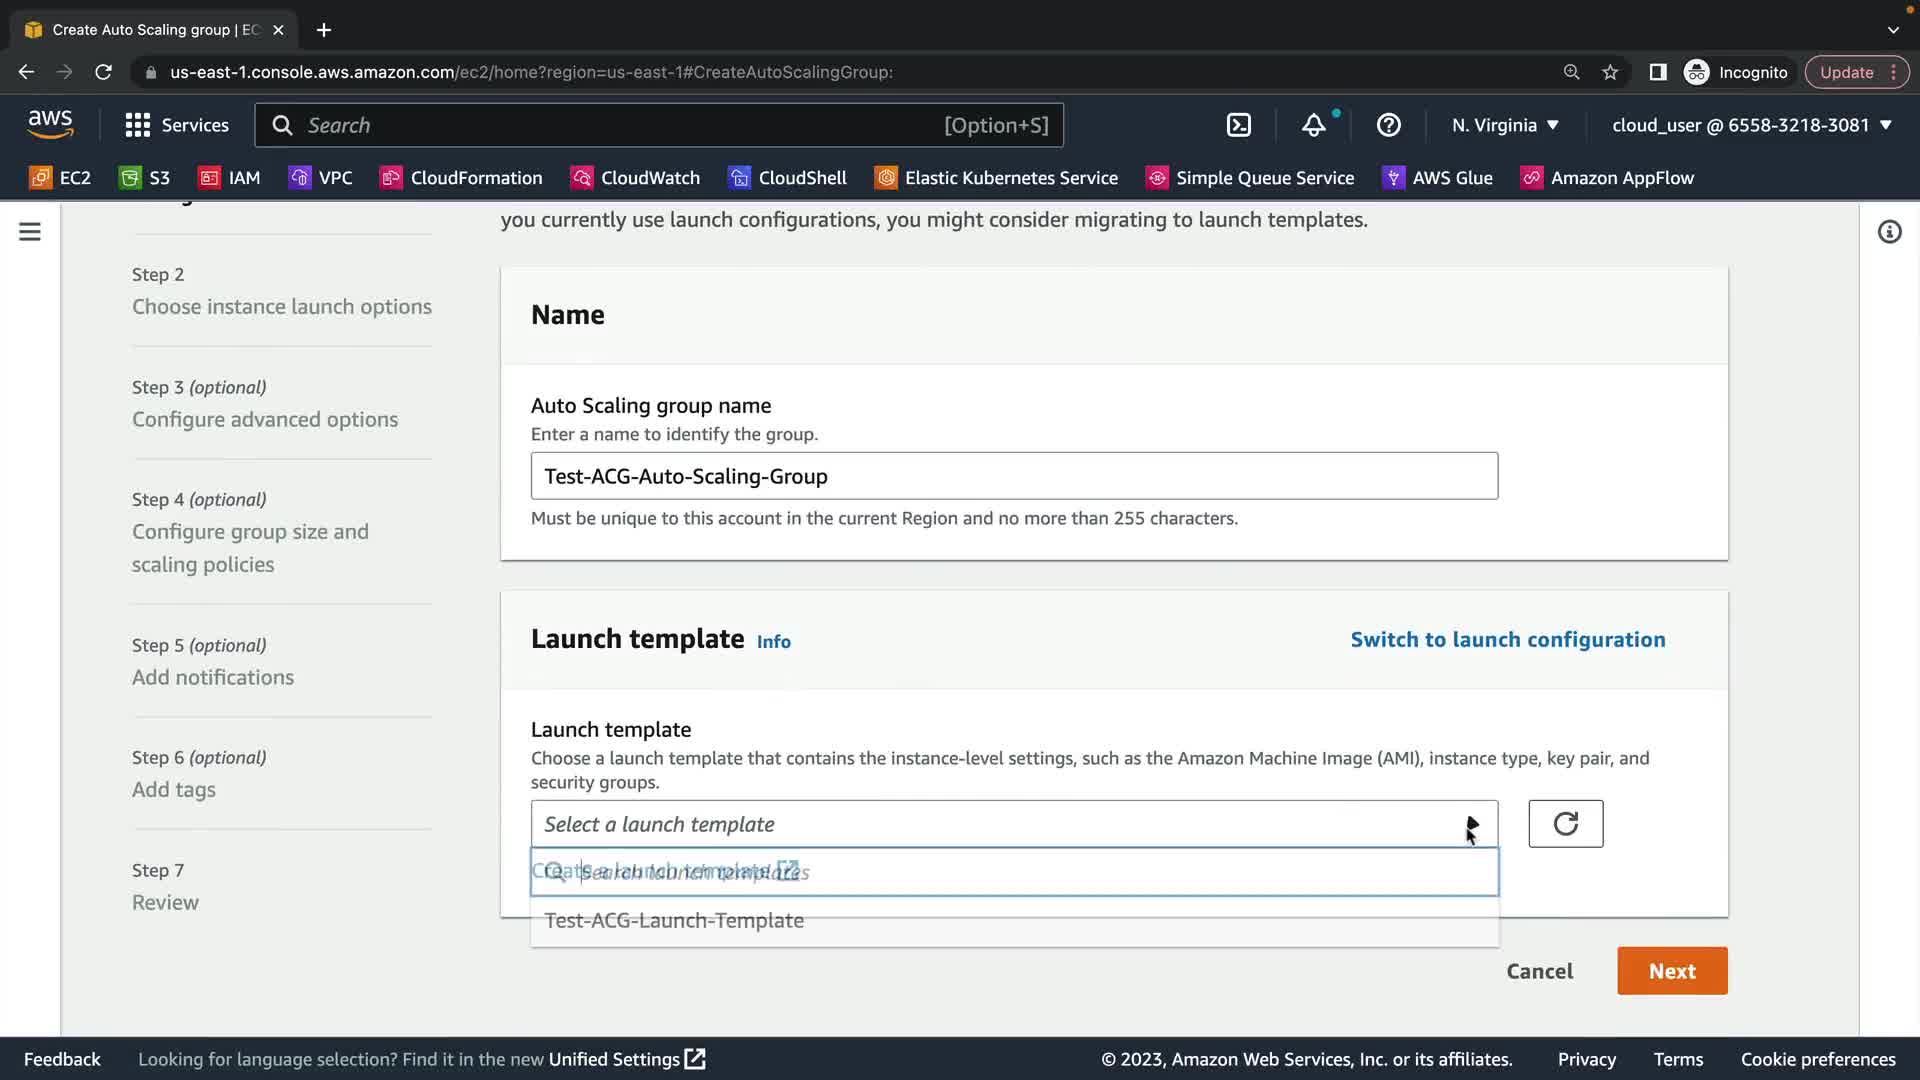 Create Auto Scaling group | EC
us-east-1.console.aws.amazon.com/ec2/home?region=us-east-1#CreateAutoScalingGroup:
Incognito
Update
aws
Services
Search
[Option+S]
N. Virginia
cloud_user @ 6558-3218-3081
EC2
S3
IAM
VPC
CloudFormation
CloudWatch
CloudShell
Elastic Kubernetes Service
Simple Queue Service
AWS Glue
Amazon AppFlow
Step 2
Choose instance launch options
Step 3 (optional)
Configure advanced options
Step 4 (optional)
Configure group size and
scaling policies
Step 5 (optional)
Add notifications
Step 6 (optional)
Add tags
Step 7
Review
you currently use launch configurations, you might consider migrating to launch templates.
Name
Auto Scaling group name
Enter a name to identify the group.
Test-ACG-Auto-Scaling-Group
Must be unique to this account in the current Region and no more than 255 characters.
Launch template Info
Switch to launch configuration
Launch template
Choose a launch template that contains the instance-level settings, such as the Amazon Machine Image (AMI), instance type, key pair, and
security groups.
Select a launch template
Create a launch template
Search launch templates
Test-ACG-Launch-Template
Cancel
Next
Feedback
Looking for language selection? Find it in the new Unified Settings
© 2023, Amazon Web Services, Inc. or its affiliates.
Privacy
Terms
Cookie preferences